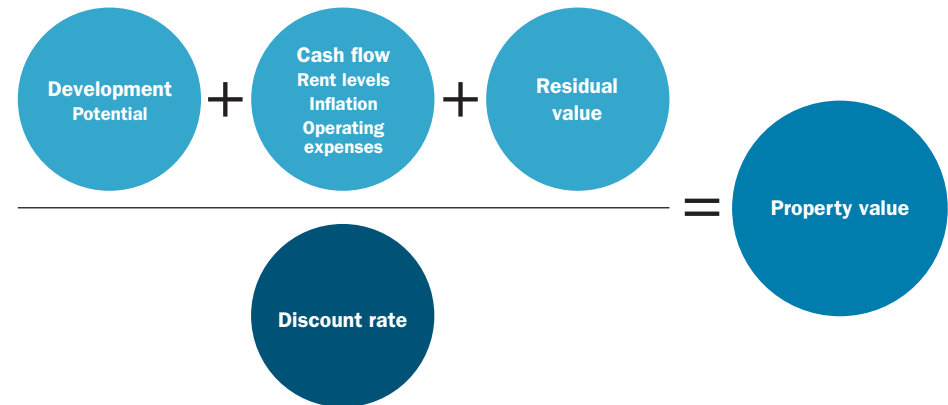 Development
Potential
+
Cash flow
Rent levels
Inflation
Operating
expenses
+
Residual
value
=
Property value
Discount rate